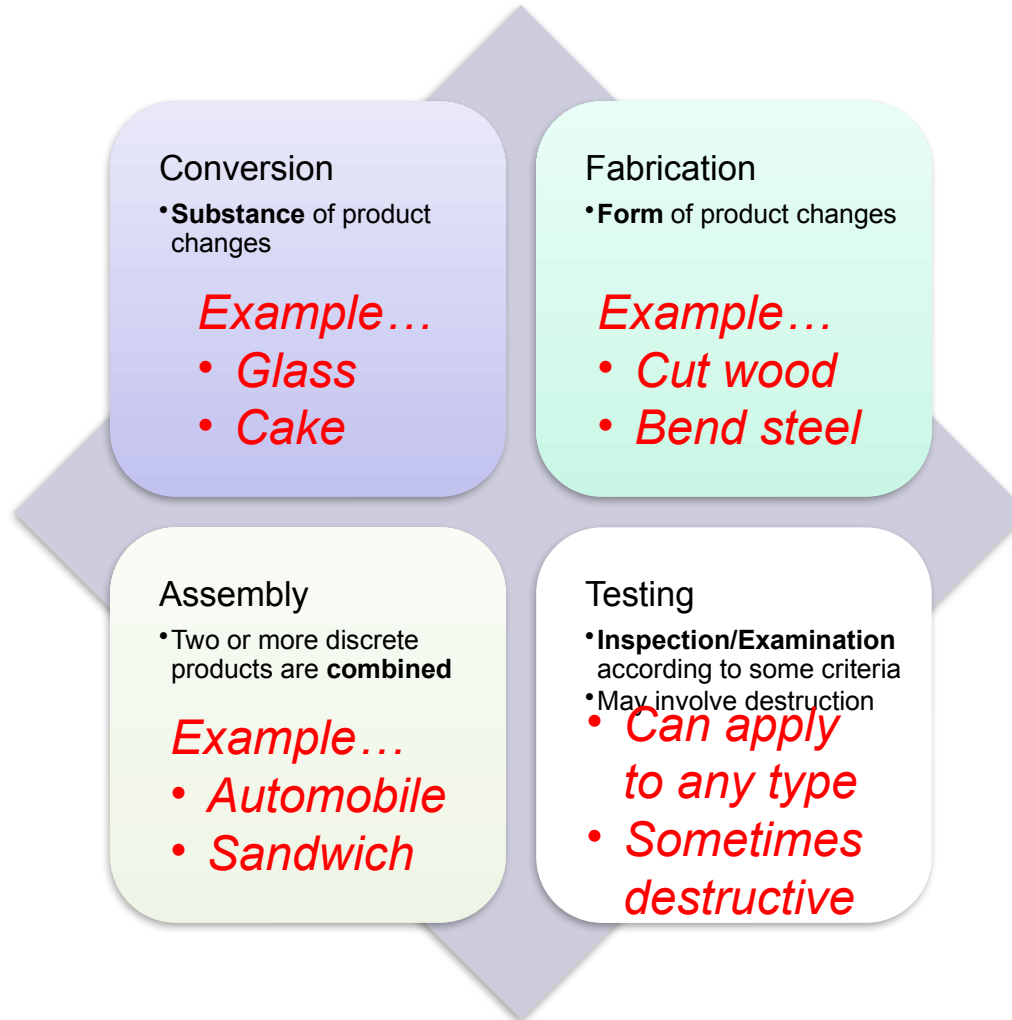 Conversion
•Substance of product
changes
Example…
• Glass
• Cake
Fabrication
•Form of product changes
Example…
• Cut wood
• Bend steel
Assembly
•Two or more discrete
products are combined
Example…
• Automobile
• Sandwich
Testing
•Inspection/Examination
according to some criteria
•May involve destruction
• Can apply
to any type
• Sometimes
destructive